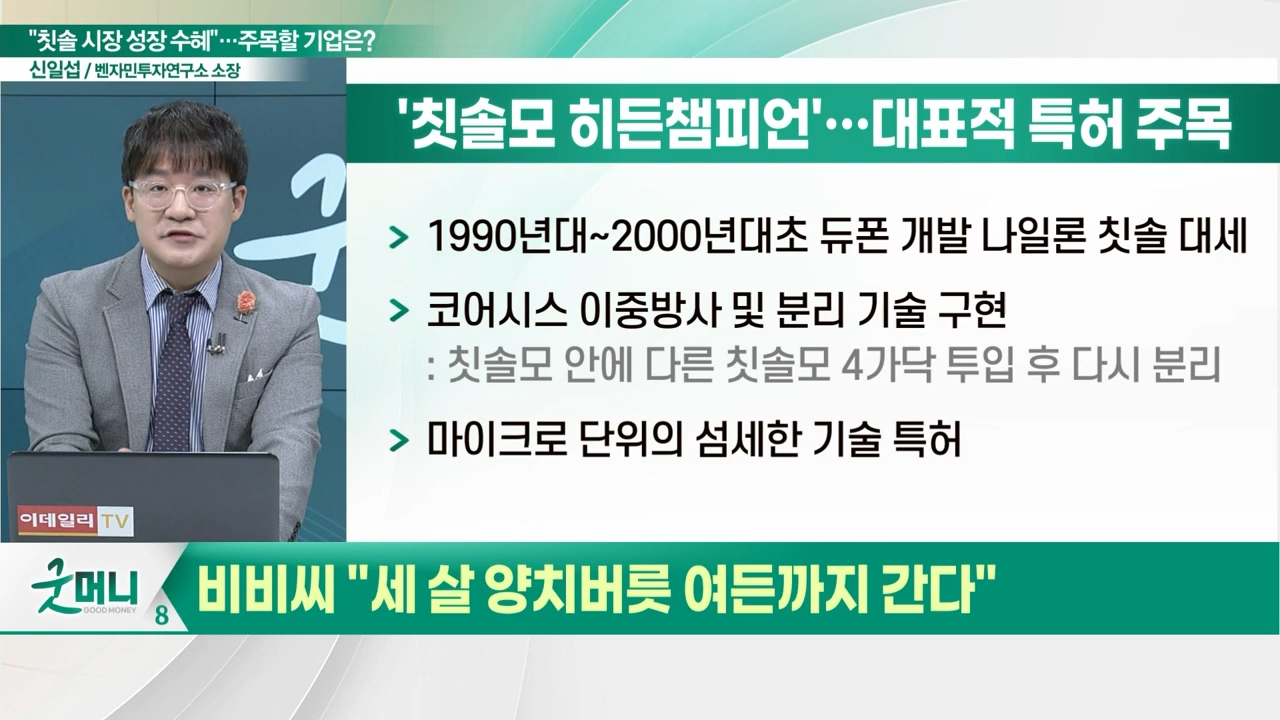 "칫솔 시장 성장 수혜"…주목할 기업은?
신일섭 / 벤자민투자연구소 소장
'칫솔모 히든챔피언'…대표적 특허 주목
> 1990년대~2000년대초 듀폰 개발 나일론 칫솔 대세
> 코어시스 이중방사 및 분리 기술 구현
: 칫솔모 안에 다른 칫솔모 4가닥 투입 후 다시 분리
> 마이크로 단위의 섬세한 기술 특허
이데일리 TV
굿머니
GOOD MONEY
8
비비씨 "세 살 양치버릇 여든까지 간다"